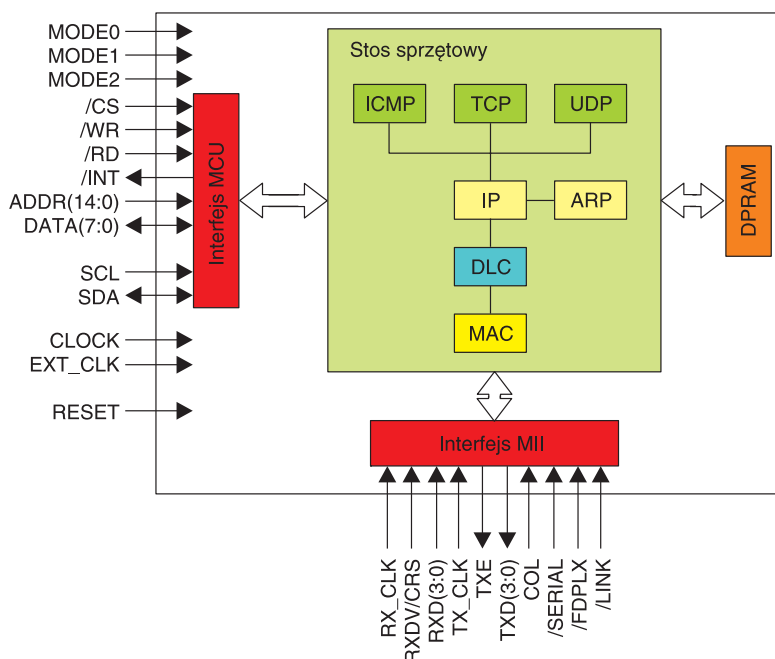 MODE0
MODE1
MODE2
/CS
/WR
/RD
/INT
ADDR(14:0)
DATA(7:0)
SCL
SDA
CLOCK
EXT_CLK
RESET
Interfejs MCU
Stos sprzętowy
ICMP
TCP
UDP
IP
ARP
DLC
MAC
DPRAM
Interfejs MII
RX_CLK
RXDV/CRS
RXD(3:0)
TX_CLK
TXE
TXD(3:0)
COL
/SERIAL
/FDPLX
/LINK